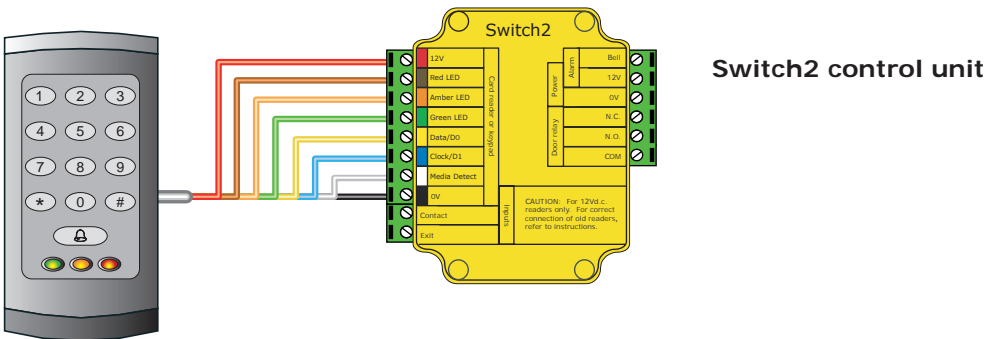 1 2 3
4 5 6
7 8 9
* 0 #
Switch2
12V
Red LED
Amber LED
Green LED
Data/D0
Clock/D1
Media Detect
0V
Contact
Exit
Card reader or keypad
Inputs
Alarm
Power
Door relay
Bell
12V
0V
N.C.
N.O.
COM
CAUTION: For 12Vd.c.
readers only. For correct
connection of old readers,
refer to instructions.
Switch2 control unit